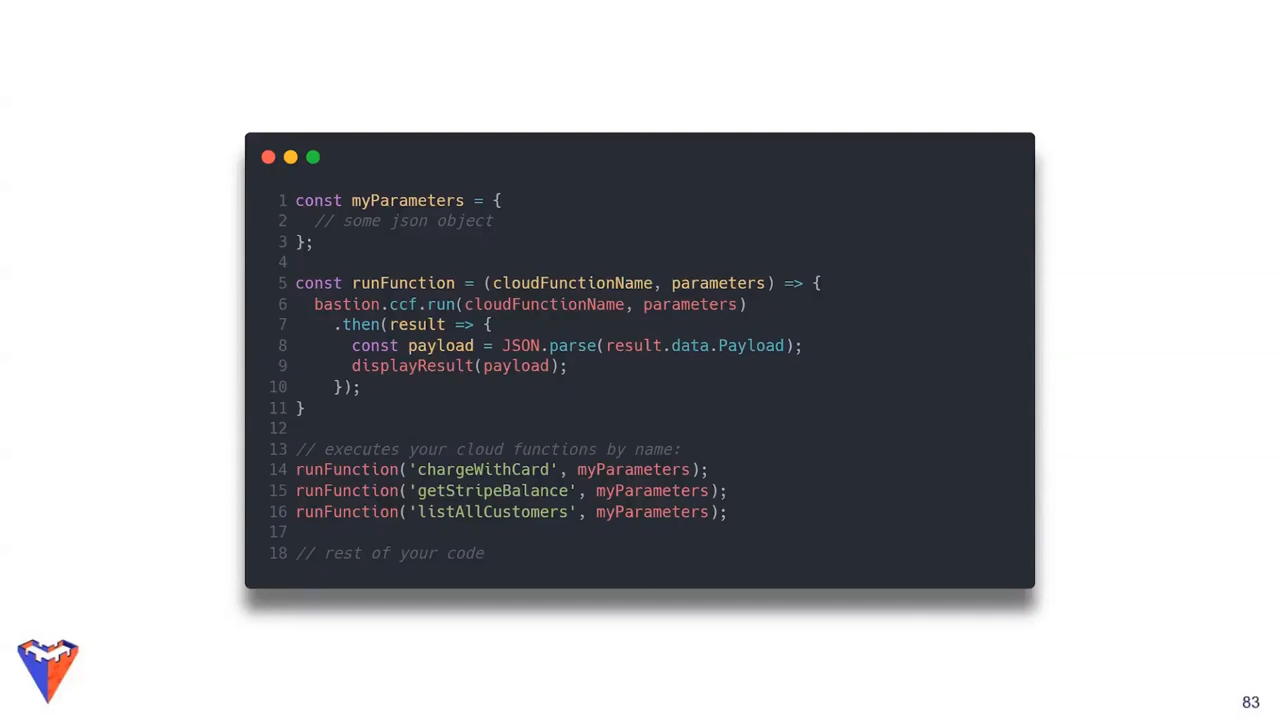 1 const myParameters = {
2   // some json object
3 };
4
5 const runFunction = (cloudFunctionName, parameters) => {
6   bastion.ccf.run(cloudFunctionName, parameters)
7     .then(result => {
8       const payload = JSON.parse(result.data.Payload);
9       displayResult(payload);
10     });
11 }
12
13 // executes your cloud functions by name:
14 runFunction('chargeWithCard', myParameters);
15 runFunction('getStripeBalance', myParameters);
16 runFunction('listAllCustomers', myParameters);
17
18 // rest of your code
83